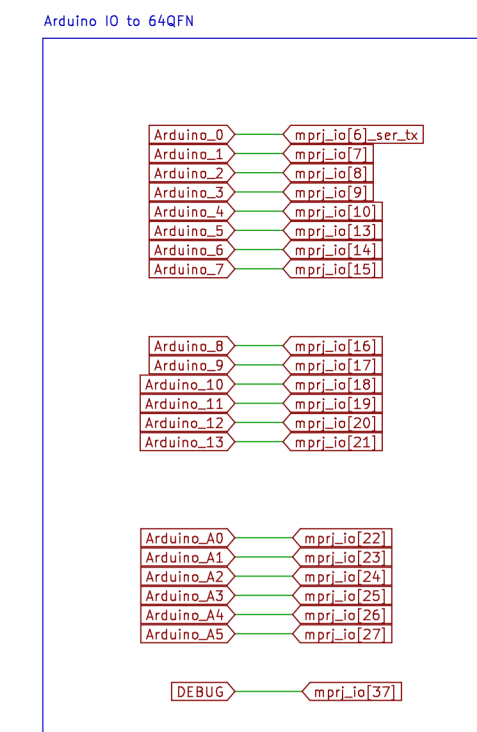 Arduino IO to 64QFN
Arduino_0 mprj_io[6]_ser_tx
Arduino_1 mprj_io[7]
Arduino_2 mprj_io[8]
Arduino_3 mprj_io[9]
Arduino_4 mprj_io[10]
Arduino_5 mprj_io[13]
Arduino_6 mprj_io[14]
Arduino_7 mprj_io[15]
Arduino_8 mprj_io[16]
Arduino_9 mprj_io[17]
Arduino_10 mprj_io[18]
Arduino_11 mprj_io[19]
Arduino_12 mprj_io[20]
Arduino_13 mprj_io[21]
Arduino_A0 mprj_io[22]
Arduino_A1 mprj_io[23]
Arduino_A2 mprj_io[24]
Arduino_A3 mprj_io[25]
Arduino_A4 mprj_io[26]
Arduino_A5 mprj_io[27]
DEBUG mprj_io[37]